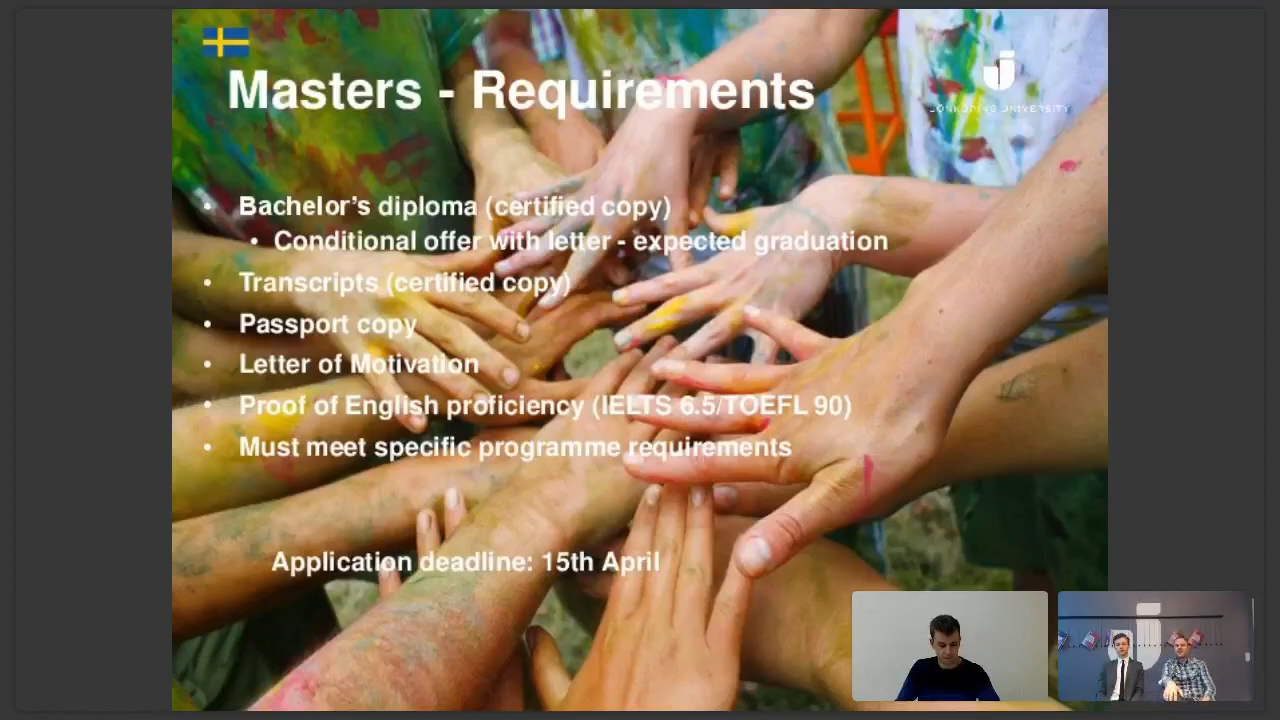 Masters - Requirements
JÖNKÖPING UNIVERSITY
• Bachelor’s diploma (certified copy)
• Conditional offer with letter - expected graduation
• Transcripts (certified copy)
• Passport copy
• Letter of Motivation
• Proof of English proficiency (IELTS 6.5/TOEFL 90)
• Must meet specific programme requirements
Application deadline: 15th April